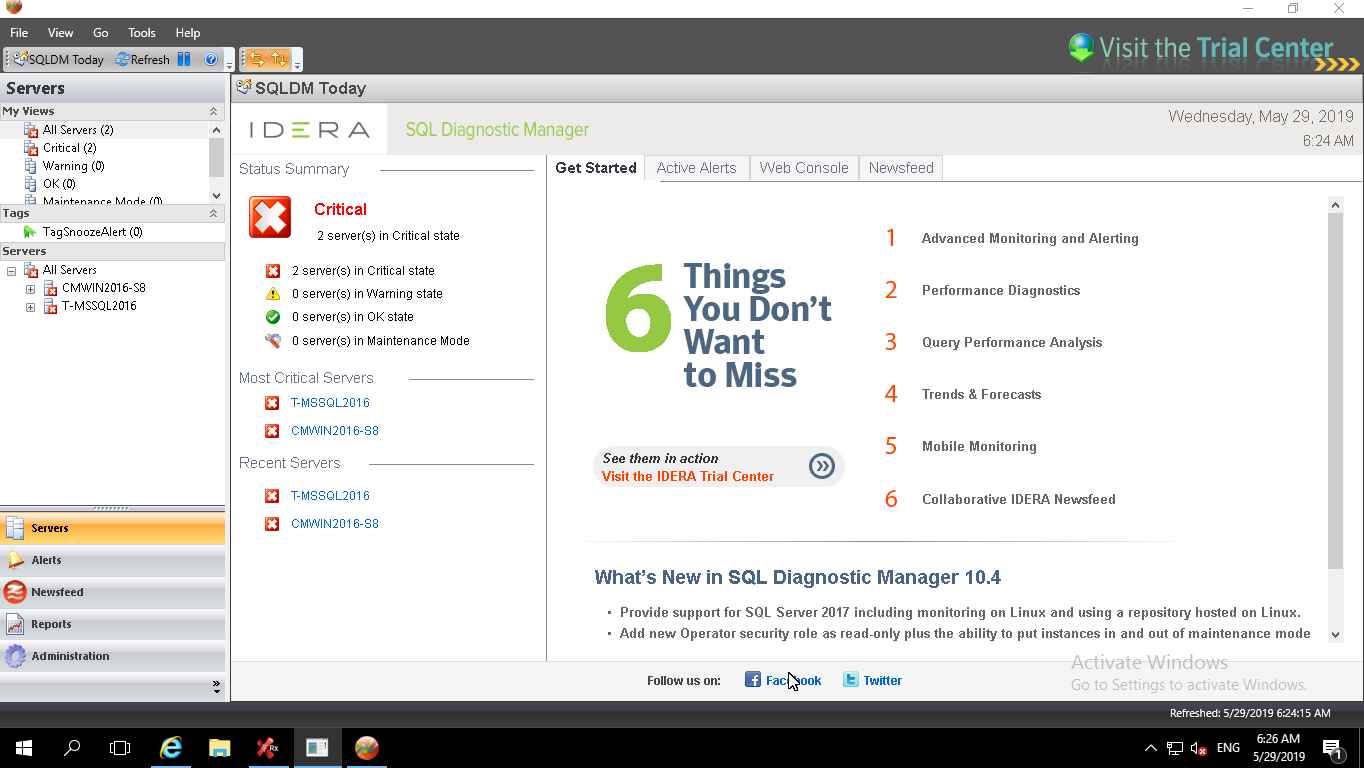 File View Go Tools Help
Visit the Trial Center
SQLDM Today Refresh
Servers
My Views
All Servers (2)
Critical (2)
Warning (0)
OK (0)
Maintenance Mode (0)
Tags
TagSnoozeAlert (0)
Servers
All Servers
CMWIN2016-S8
T-MSSQL2016
Servers
Alerts
Newsfeed
Reports
Administration
SQLDM Today
IDERA SQL Diagnostic Manager
Wednesday, May 29, 2019
6:24 AM
Status Summary
Critical
2 server(s) in Critical state
2 server(s) in Critical state
0 server(s) in Warning state
0 server(s) in OK state
0 server(s) in Maintenance Mode
Most Critical Servers
T-MSSQL2016
CMWIN2016-S8
Recent Servers
T-MSSQL2016
CMWIN2016-S8
Get Started Active Alerts Web Console Newsfeed
6 Things
You Don't
Want
to Miss
See them in action
Visit the IDERA Trial Center
1 Advanced Monitoring and Alerting
2 Performance Diagnostics
3 Query Performance Analysis
4 Trends & Forecasts
5 Mobile Monitoring
6 Collaborative IDERA Newsfeed
What's New in SQL Diagnostic Manager 10.4
• Provide support for SQL Server 2017 including monitoring on Linux and using a repository hosted on Linux.
• Add new Operator security role as read-only plus the ability to put instances in and out of maintenance mode
Activate Windows
Go to Settings to activate Windows.
Follow us on: Facebook Twitter
Refreshed: 5/29/2019 6:24:15 AM
Rx
ENG
6:26 AM
5/29/2019
1